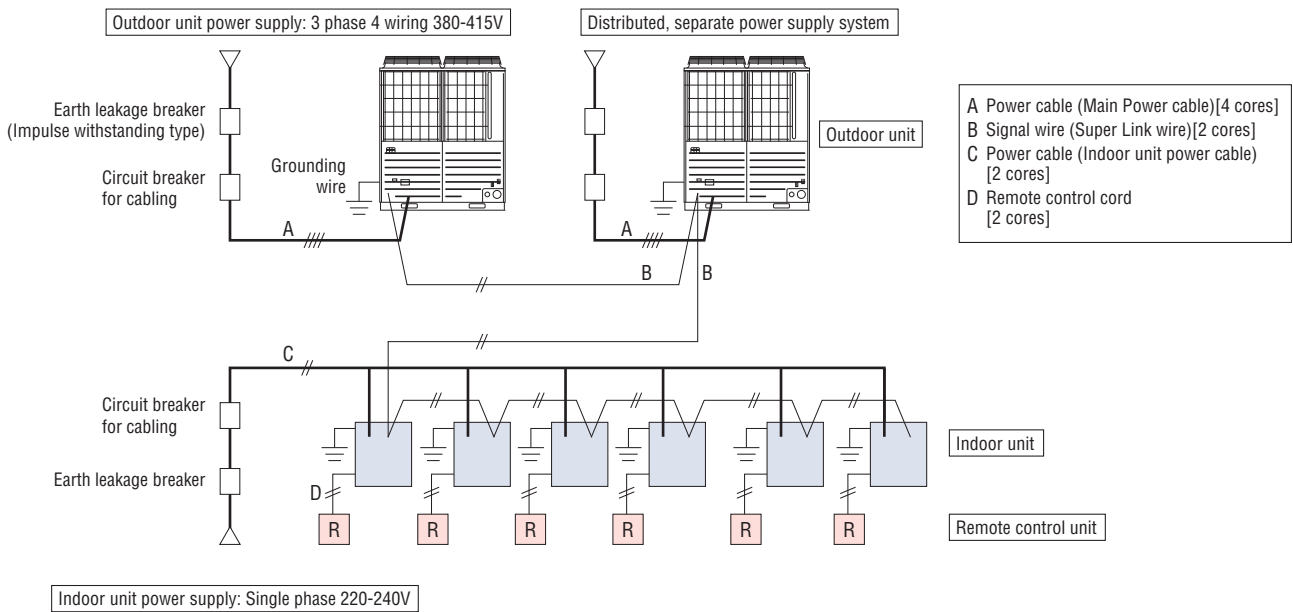 Outdoor unit power supply: 3 phase 4 wiring 380-415V
Distributed, separate power supply system
Earth leakage breaker
(Impulse withstanding type)
Circuit breaker
for cabling
Grounding
wire
Outdoor unit
A Power cable (Main Power cable)[4 cores]
B Signal wire (Super Link wire)[2 cores]
C Power cable (Indoor unit power cable)
[2 cores]
D Remote control cord
[2 cores]
A
A
B
B
C
Circuit breaker
for cabling
Earth leakage breaker
Indoor unit
D
R
R
R
R
R
R
Remote control unit
Indoor unit power supply: Single phase 220-240V